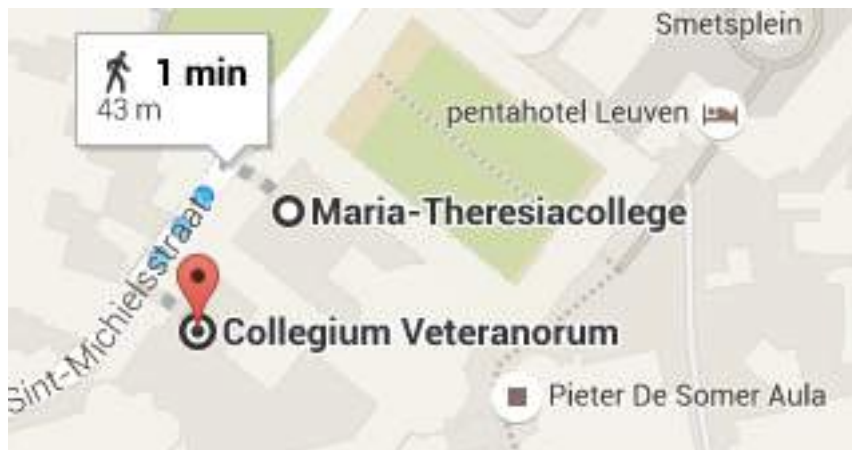 Smetsplein
1 min
43 m
pentahotel Leuven
Maria-Theresiacollege
Sint-Michielsstraat
Collegium Veteranorum
Pieter De Somer Aula